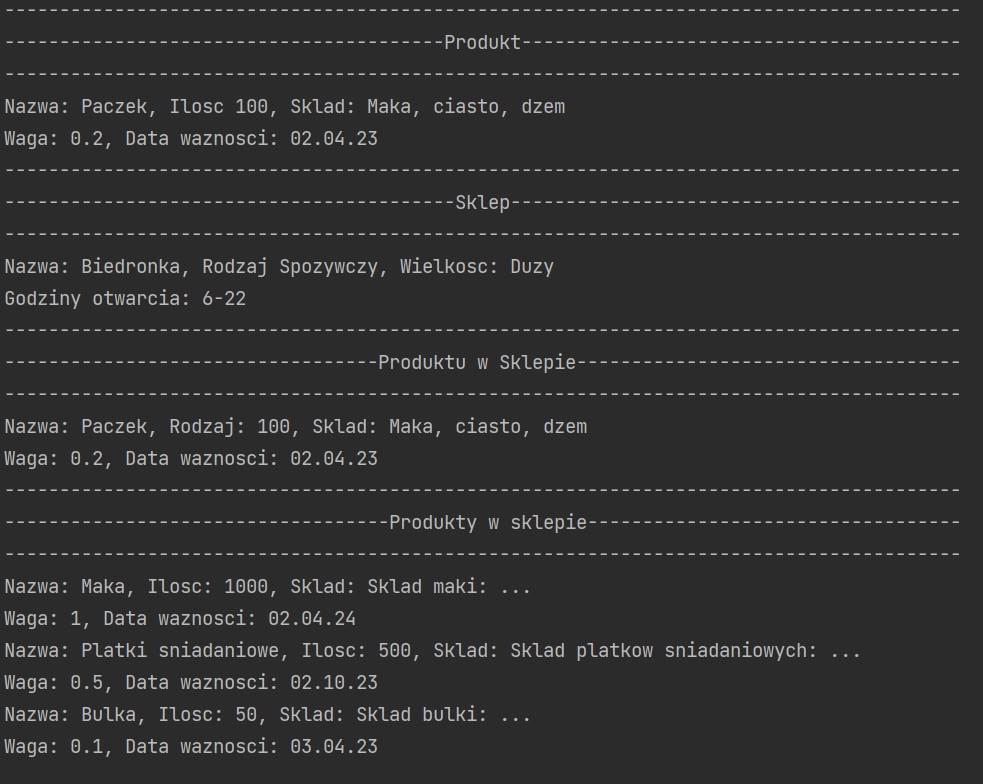 ---------------------------------------------------------------------------------------
----------------------------------------Produkt----------------------------------------
---------------------------------------------------------------------------------------
Nazwa: Paczek, Ilosc 100, Sklad: Maka, ciasto, dzem
Waga: 0.2, Data waznosci: 02.04.23
---------------------------------------------------------------------------------------
-----------------------------------------Sklep-----------------------------------------
---------------------------------------------------------------------------------------
Nazwa: Biedronka, Rodzaj Spozywczy, Wielkosc: Duzy
Godziny otwarcia: 6-22
---------------------------------------------------------------------------------------
----------------------------------Produktu w Sklepie-----------------------------------
---------------------------------------------------------------------------------------
Nazwa: Paczek, Rodzaj: 100, Sklad: Maka, ciasto, dzem
Waga: 0.2, Data waznosci: 02.04.23
---------------------------------------------------------------------------------------
-----------------------------------Produkty w sklepie----------------------------------
---------------------------------------------------------------------------------------
Nazwa: Maka, Ilosc: 1000, Sklad: Sklad maki: ...
Waga: 1, Data waznosci: 02.04.24
Nazwa: Platki sniadaniowe, Ilosc: 500, Sklad: Sklad platkow sniadaniowych: ...
Waga: 0.5, Data waznosci: 02.10.23
Nazwa: Bulka, Ilosc: 50, Sklad: Sklad bulki: ...
Waga: 0.1, Data waznosci: 03.04.23